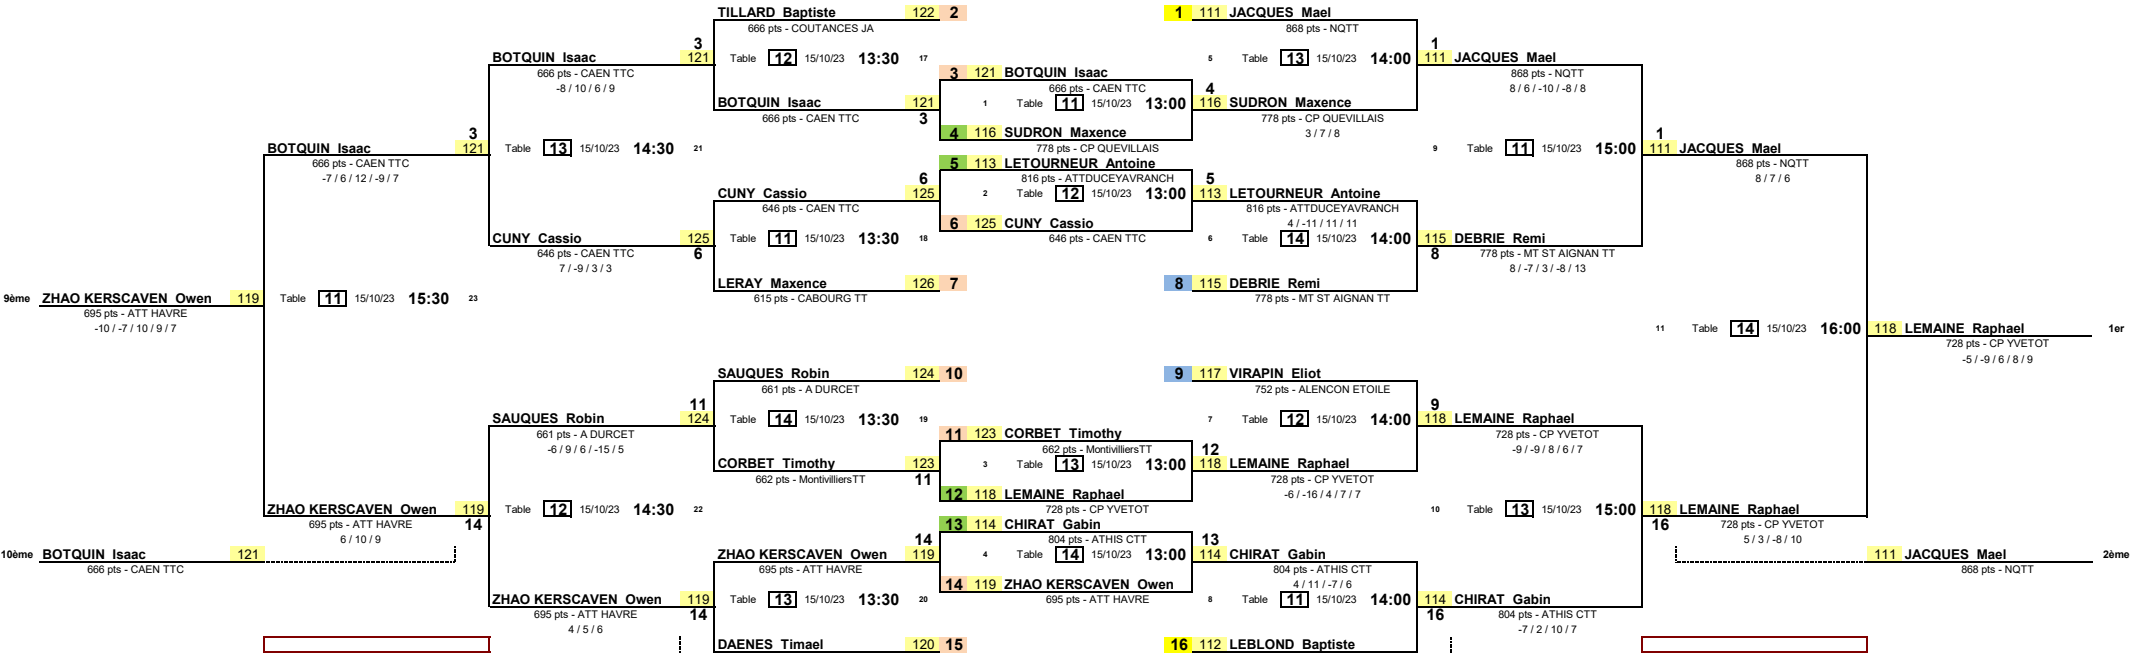 TILLARD Baptiste 122 2
666 pts - COUTANCES JA
1 111 JACQUES Mael
868 pts - NQTT
3
BOTQUIN Isaac 121
666 pts - CAEN TTC
-8 / 10 / 6 / 9
Table 12 15/10/23 13:30 17
5 Table 13 15/10/23 14:00
1
111 JACQUES Mael
868 pts - NQTT
8 / 6 / -10 / -8 / 8
3 121 BOTQUIN Isaac
666 pts - CAEN TTC
BOTQUIN Isaac 121
666 pts - CAEN TTC
3
1 Table 11 15/10/23 13:00
4
116 SUDRON Maxence
778 pts - CP QUEVILLAIS
3 / 7 / 8
4 116 SUDRON Maxence
778 pts - CP QUEVILLAIS
3
BOTQUIN Isaac 121
666 pts - CAEN TTC
-7 / 6 / 12 / -9 / 7
Table 13 15/10/23 14:30 21
9 Table 11 15/10/23 15:00
1
111 JACQUES Mael
868 pts - NQTT
8 / 7 / 6
5 113 LETOURNEUR Antoine
816 pts - ATTDUCEYAVRANCH
6
CUNY Cassio 125
646 pts - CAEN TTC
2 Table 12 15/10/23 13:00
5
113 LETOURNEUR Antoine
816 pts - ATTDUCEYAVRANCH
4 / -11 / 11 / 11
6 125 CUNY Cassio
646 pts - CAEN TTC
CUNY Cassio 125
646 pts - CAEN TTC
6
7 / -9 / 3 / 3
Table 11 15/10/23 13:30 18
6 Table 14 15/10/23 14:00
115 DEBRIE Remi
8
778 pts - MT ST AIGNAN TT
8 / -7 / 3 / -8 / 13
LERAY Maxence 126 7
615 pts - CABOURG TT
8 115 DEBRIE Remi
778 pts - MT ST AIGNAN TT
9ème ZHAO KERSCAVEN Owen 119
695 pts - ATT HAVRE
-10 / -7 / 10 / 9 / 7
Table 11 15/10/23 15:30 23
11 Table 14 15/10/23 16:00
118 LEMAINE Raphael 1er
728 pts - CP YVETOT
-5 / -9 / 6 / 8 / 9
SAUQUES Robin 124 10
661 pts - A DURCET
9 117 VIRAPIN Eliot
752 pts - ALENCON ETOILE
11
SAUQUES Robin 124
661 pts - A DURCET
-6 / 9 / 6 / -15 / 5
Table 14 15/10/23 13:30 19
7 Table 12 15/10/23 14:00
9
118 LEMAINE Raphael
728 pts - CP YVETOT
-9 / -9 / 8 / 6 / 7
11 123 CORBET Timothy
662 pts - MontivilliersTT
CORBET Timothy 123
662 pts - MontivilliersTT
11
3 Table 13 15/10/23 13:00
12
118 LEMAINE Raphael
728 pts - CP YVETOT
-6 / -16 / 4 / 7 / 7
12 118 LEMAINE Raphael
728 pts - CP YVETOT
ZHAO KERSCAVEN Owen 119
695 pts - ATT HAVRE
14
6 / 10 / 9
Table 12 15/10/23 14:30 22
10 Table 13 15/10/23 15:00
118 LEMAINE Raphael
16
728 pts - CP YVETOT
5 / 3 / -8 / 10
13 114 CHIRAT Gabin
804 pts - ATHIS CTT
10ème BOTQUIN Isaac 121
666 pts - CAEN TTC
14
ZHAO KERSCAVEN Owen 119
695 pts - ATT HAVRE
4 Table 14 15/10/23 13:00
13
114 CHIRAT Gabin
804 pts - ATHIS CTT
4 / 11 / -7 / 6
111 JACQUES Mael 2ème
868 pts - NQTT
14 119 ZHAO KERSCAVEN Owen
695 pts - ATT HAVRE
ZHAO KERSCAVEN Owen 119
695 pts - ATT HAVRE
14
4 / 5 / 6
Table 13 15/10/23 13:30 20
8 Table 11 15/10/23 14:00
114 CHIRAT Gabin
16
804 pts - ATHIS CTT
-7 / 2 / 10 / 7
DAENES Timael 120 15
16 112 LEBLOND Baptiste